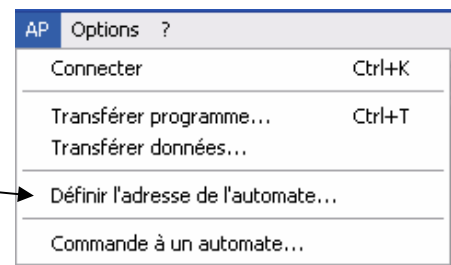 AP Options ?
Connecter Ctrl+K
Transférer programme... Ctrl+T
Transférer données...
Définir l'adresse de l'automate...
Commande à un automate...